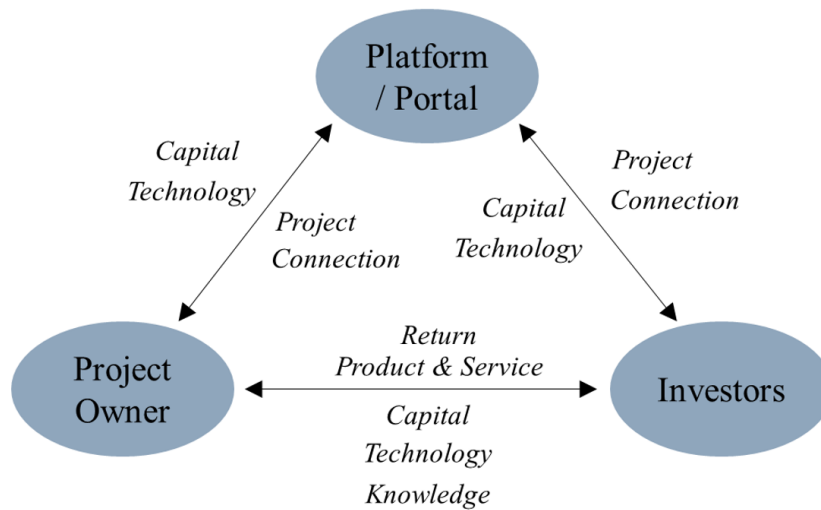 Platform
/ Portal
Capital
Technology
Project
Connection
Capital
Technology
Project
Connection
Project
Owner
Return
Product & Service
Capital
Technology
Knowledge
Investors